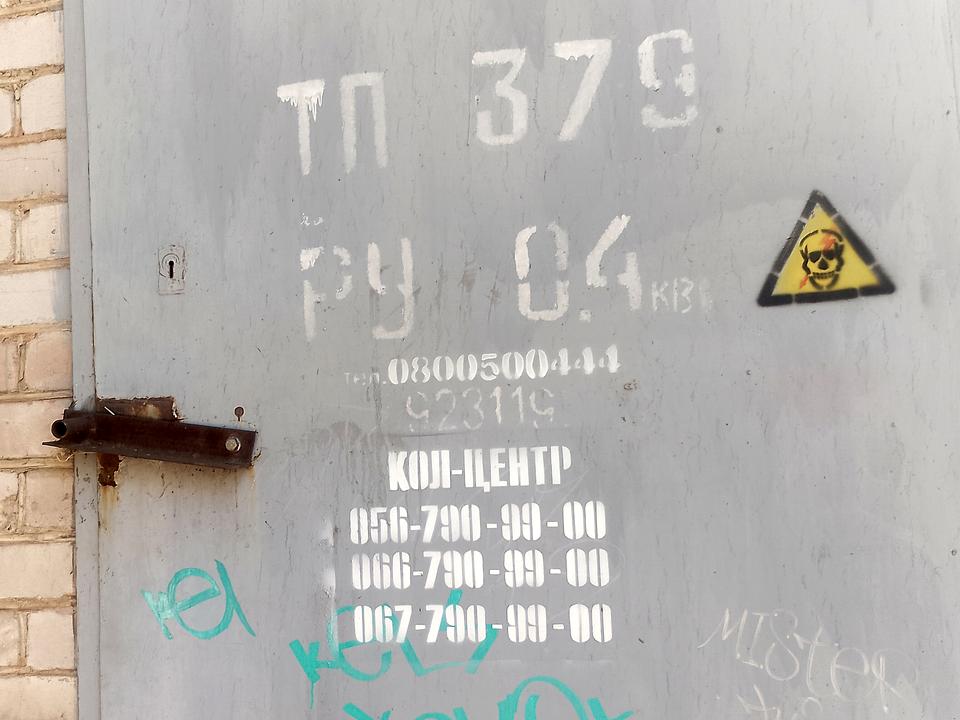 ТП 379
РУ 0.4 кВ
тел. 0800500444
923119
КОЛ-ЦЕНТР
056-790-99-00
066-790-99-00
067-790-99-00
Mister